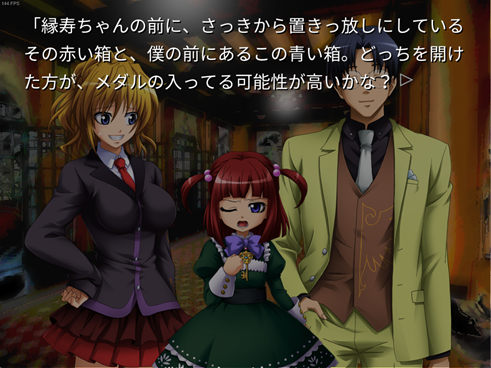 144 FPS
「縁寿ちゃんの前に、さっきから置きっ放しにしている
その赤い箱と、僕の前にあるこの青い箱。どっちを開け
た方が、メダルの入ってる可能性が高いかな？